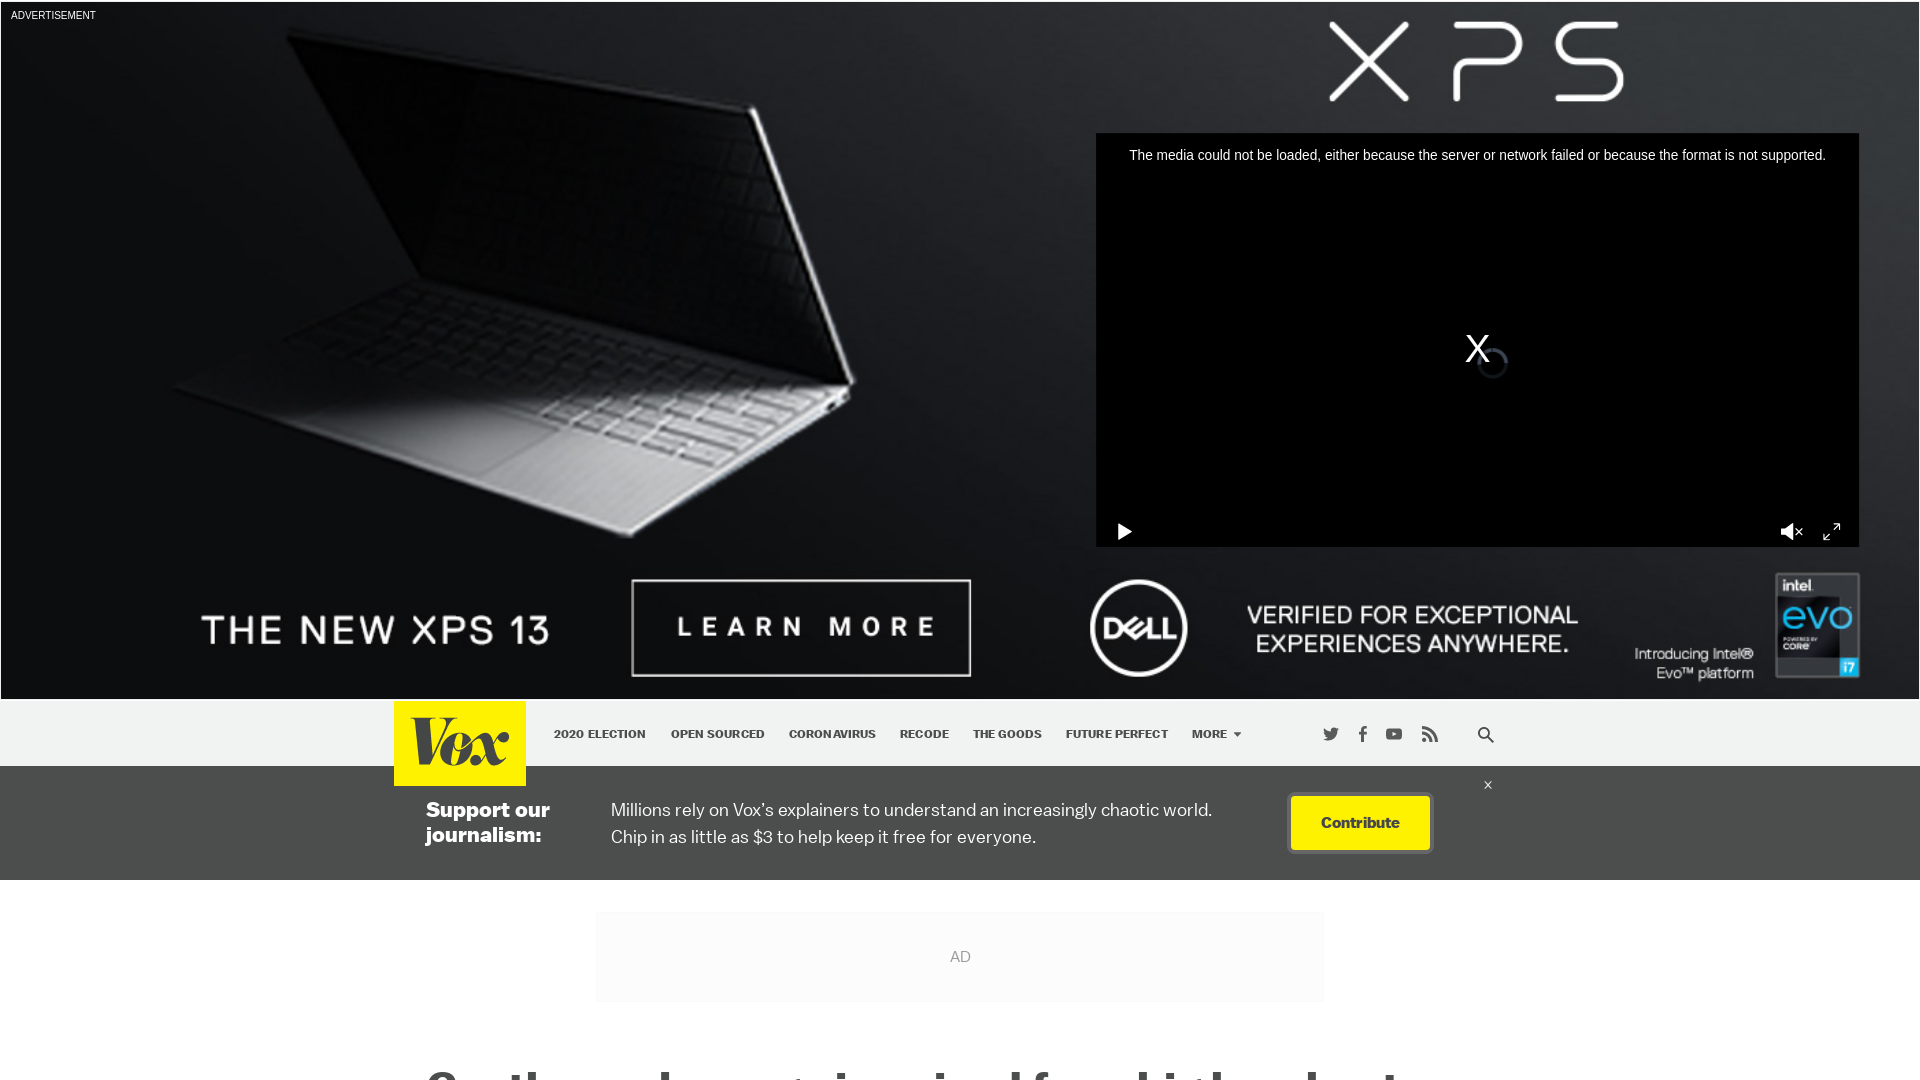 ADVERTISEMENT
XPS
The media could not be loaded, either because the server or network failed or because the format is not supported.
X
THE NEW XPS 13
LEARN MORE
DELL
VERIFIED FOR EXCEPTIONAL
EXPERIENCES ANYWHERE.
Introducing Intel®
Evo™ platform
intel.
evo
POWERED BY
CORE
i7
Vox
2020 ELECTION
OPEN SOURCED
CORONAVIRUS
RECODE
THE GOODS
FUTURE PERFECT
MORE
x
Support our
journalism:
Millions rely on Vox’s explainers to understand an increasingly chaotic world.
Chip in as little as $3 to help keep it free for everyone.
Contribute
AD